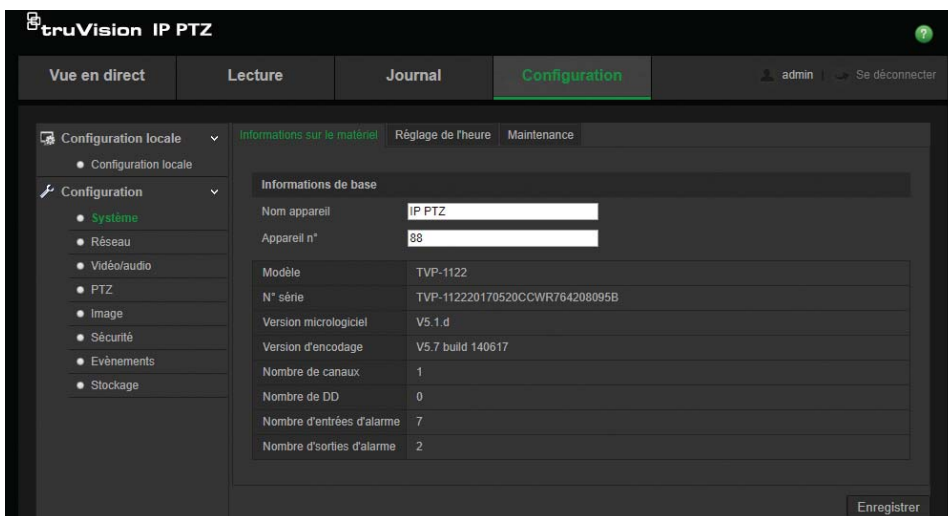 truVision IP PTZ
?
Vue en direct
Lecture
Journal
Configuration
admin
Se déconnecter
Configuration locale
Configuration locale
Configuration
Système
Réseau
Vidéo/audio
PTZ
Image
Sécurité
Evènements
Stockage
Informations sur le matériel
Réglage de l'heure
Maintenance
Informations de base
Nom appareil IP PTZ
Appareil n° 88
Modèle TVP-1122
N° série TVP-112220170520CCWR764208095B
Version micrologiciel V5.1.d
Version d'encodage V5.7 build 140617
Nombre de canaux 1
Nombre de DD 0
Nombre d'entrées d'alarme 7
Nombre d'sorties d'alarme 2
Enregistrer